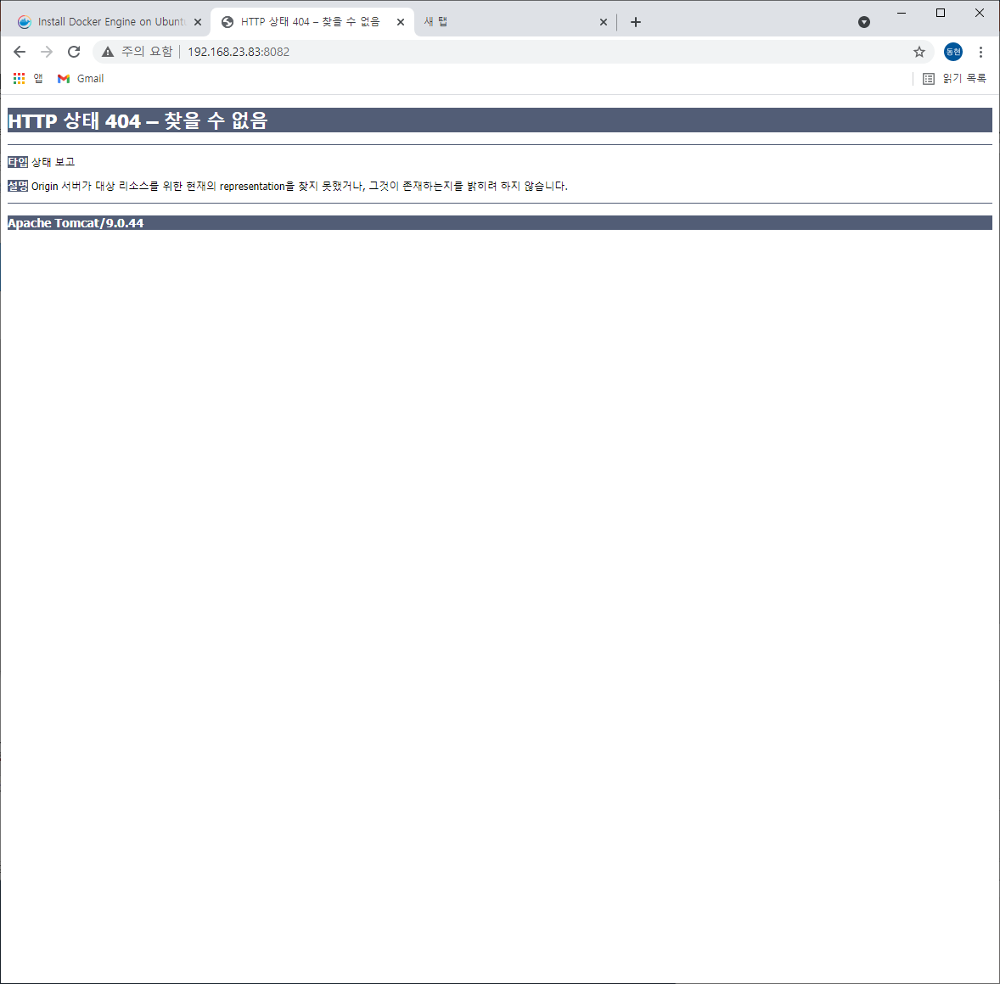 Install Docker Engine on Ubunt
HTTP 상태 404 – 찾을 수 없음
새 탭
주의 요함
192.168.23.83:8082
동현
앱
Gmail
읽기 목록
HTTP 상태 404 – 찾을 수 없음
타입 상태 보고
설명 Origin 서버가 대상 리소스를 위한 현재의 representation을 찾지 못했거나, 그것이 존재하는지를 밝히려 하지 않습니다.
Apache Tomcat/9.0.44